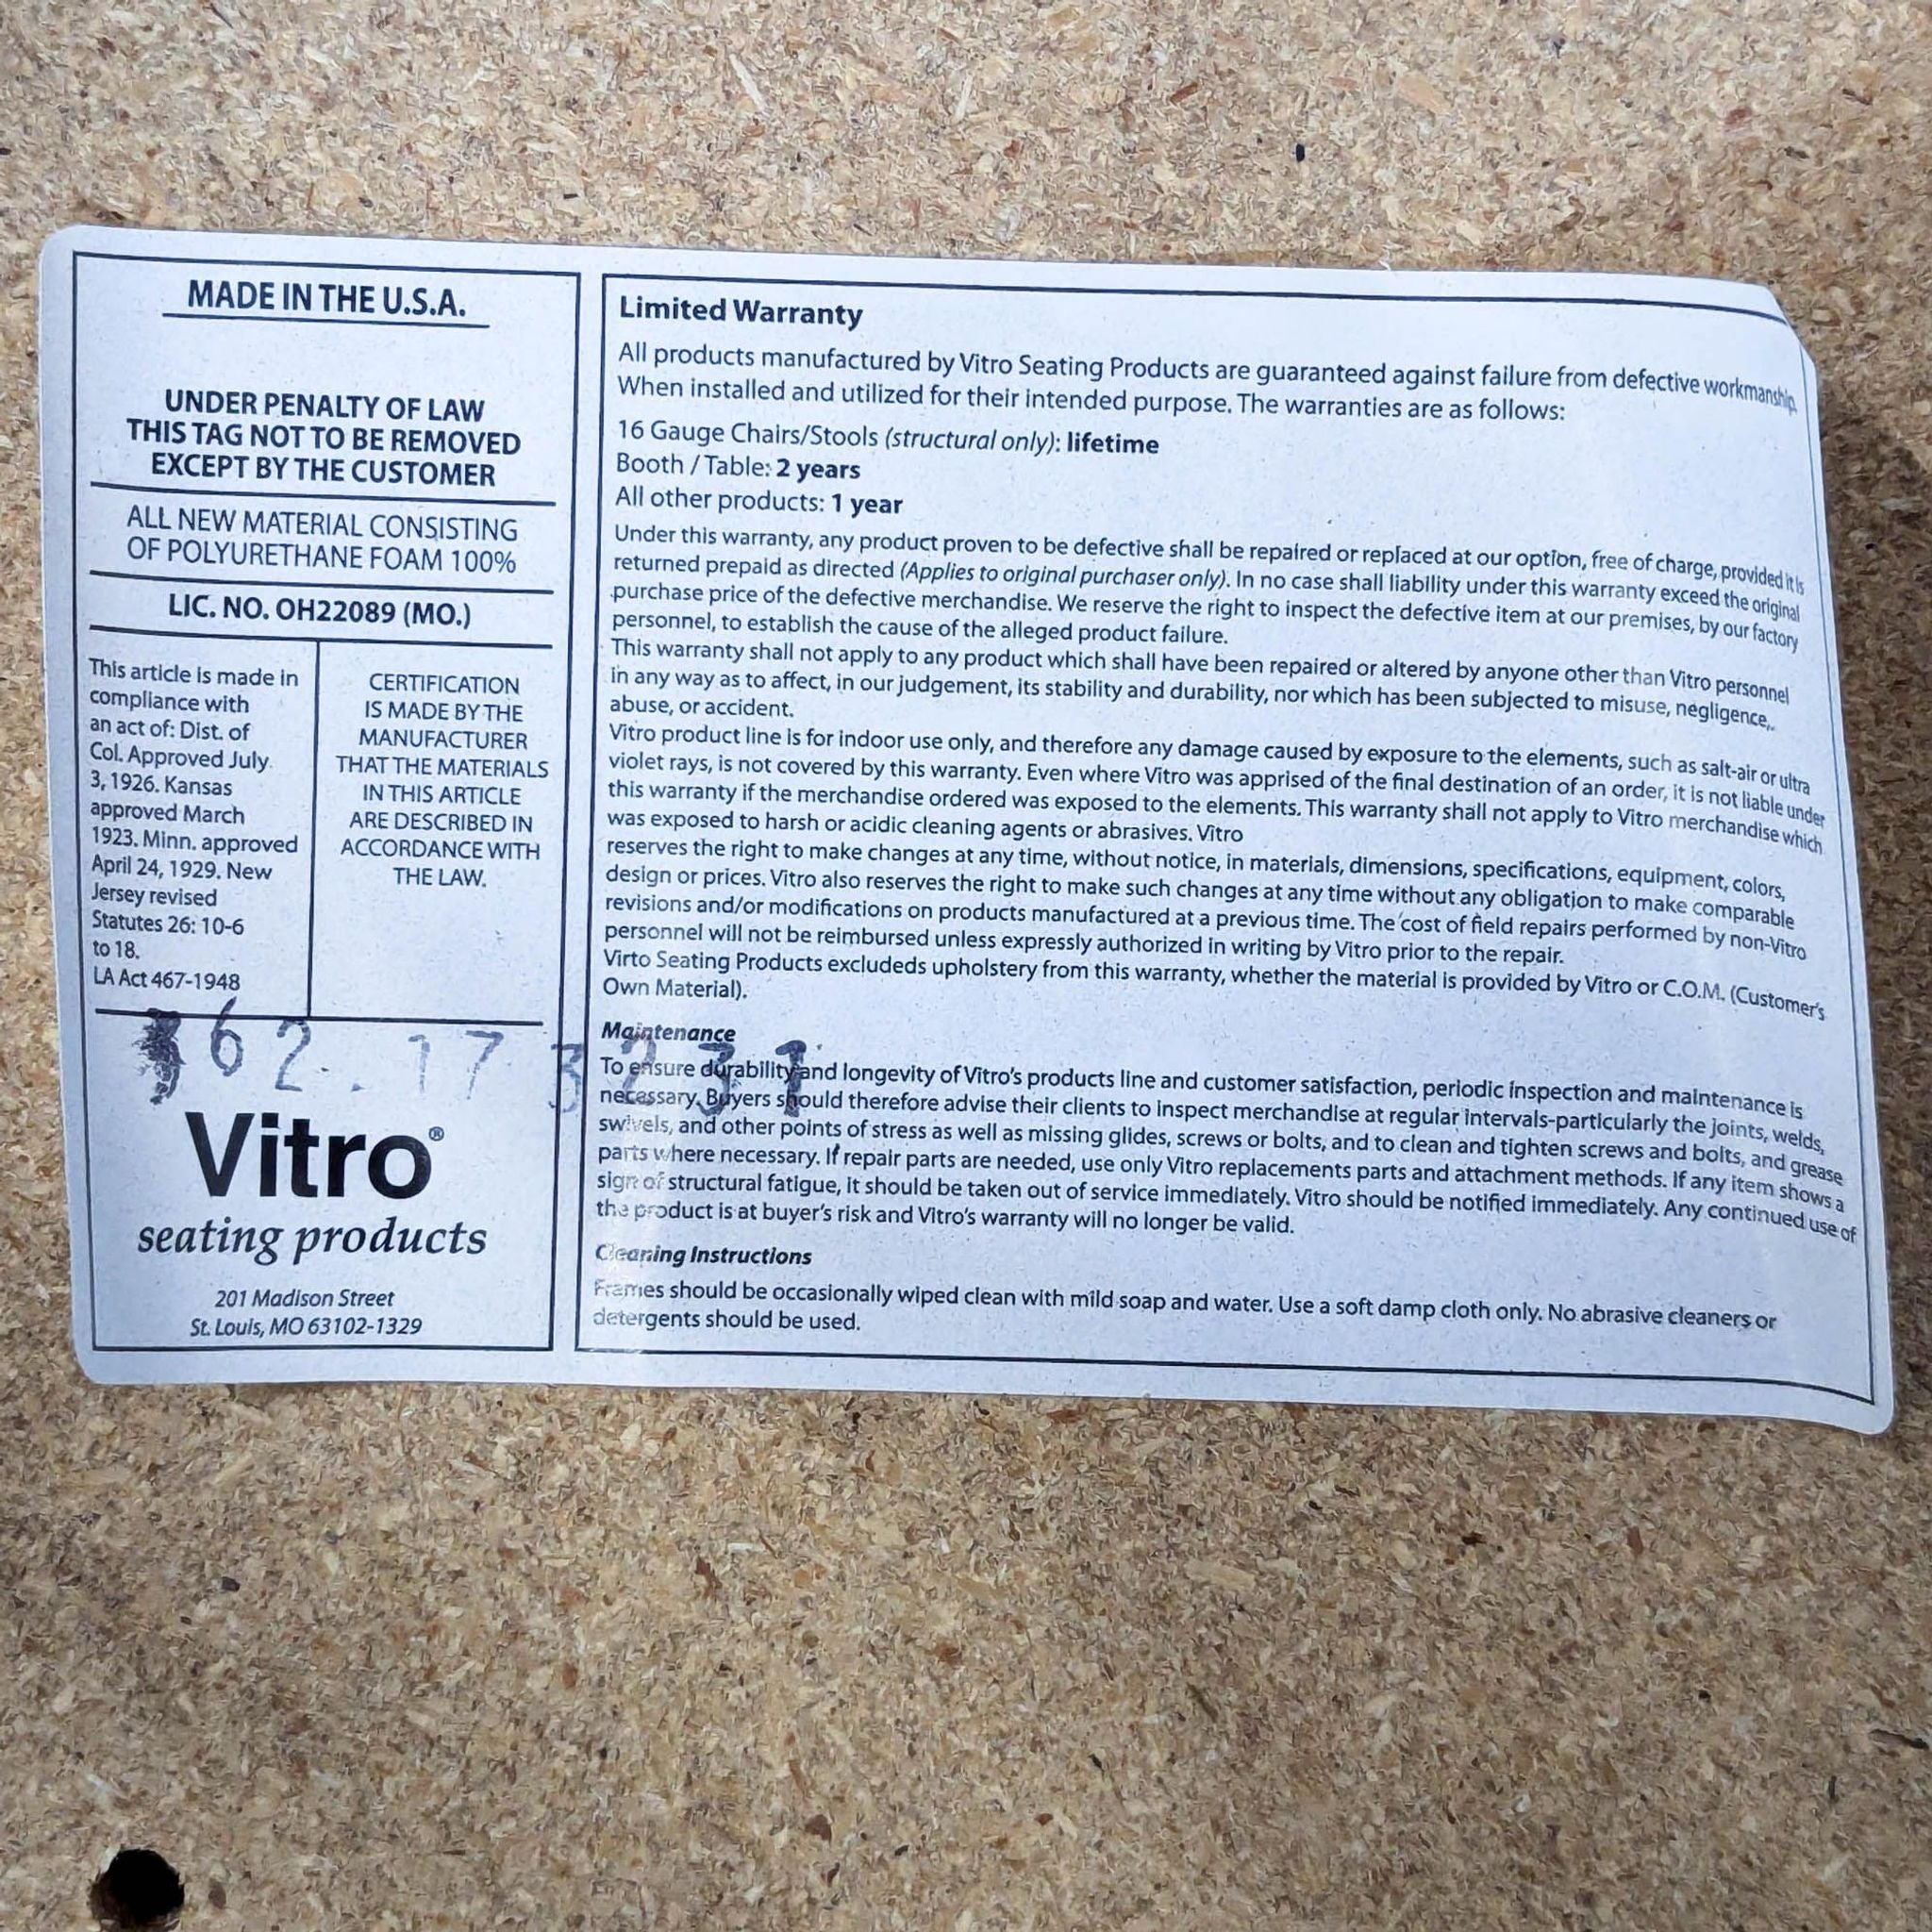 MADE IN THE U.S.A.
UNDER PENALTY OF LAW
THIS TAG NOT TO BE REMOVED
EXCEPT BY THE CUSTOMER
ALL NEW MATERIAL CONSISTING
OF POLYURETHANE FOAM 100%
LIC. NO. OH22089 (MO.)
This article is made in
compliance with
an act of: Dist. of
Col. Approved July
3, 1926. Kansas
approved March
1923. Minn. approved
April 24, 1929. New
Jersey revised
Statutes 26: 10-6
to 18.
LA Act 467-1948
CERTIFICATION
IS MADE BY THE
MANUFACTURER
THAT THE MATERIALS
IN THIS ARTICLE
ARE DESCRIBED IN
ACCORDANCE WITH
THE LAW.
Vitro®
seating products
201 Madison Street
St. Louis, MO 63102-1329
Limited Warranty
All products manufactured by Vitro Seating Products are guaranteed against failure from defective workmanship.
When installed and utilized for their intended purpose. The warranties are as follows:
16 Gauge Chairs/Stools (structural only): lifetime
Booth / Table: 2 years
All other products: 1 year
Under this warranty, any product proven to be defective shall be repaired or replaced at our option, free of charge, provided it is
returned prepaid as directed (Applies to original purchaser only). In no case shall liability under this warranty exceed the original
purchase price of the defective merchandise. We reserve the right to inspect the defective item at our premises, by our factory
personnel, to establish the cause of the alleged product failure.
This warranty shall not apply to any product which shall have been repaired or altered by anyone other than Vitro personnel
in any way as to affect, in our judgement, its stability and durability, nor which has been subjected to misuse, negligence,
abuse, or accident.
Vitro product line is for indoor use only, and therefore any damage caused by exposure to the elements, such as salt-air or ultra
violet rays, is not covered by this warranty. Even where Vitro was apprised of the final destination of an order, it is not liable under
this warranty if the merchandise ordered was exposed to the elements. This warranty shall not apply to Vitro merchandise which
was exposed to harsh or acidic cleaning agents or abrasives. Vitro
reserves the right to make changes at any time, without notice, in materials, dimensions, specifications, equipment, colors,
design or prices. Vitro also reserves the right to make such changes at any time without any obligation to make comparable
revisions and/or modifications on products manufactured at a previous time. The cost of field repairs performed by non-Vitro
personnel will not be reimbursed unless expressly authorized in writing by Vitro prior to the repair.
Virto Seating Products excludeds upholstery from this warranty, whether the material is provided by Vitro or C.O.M. (Customer's
Own Material).
Maintenance
To ensure durability and longevity of Vitro's products line and customer satisfaction, periodic inspection and maintenance is
necessary. Buyers should therefore advise their clients to inspect merchandise at regular intervals-particularly the joints, welds,
swivels, and other points of stress as well as missing glides, screws or bolts, and to clean and tighten screws and bolts, and grease
parts where necessary. If repair parts are needed, use only Vitro replacements parts and attachment methods. If any item shows a
sign of structural fatigue, it should be taken out of service immediately. Vitro should be notified immediately. Any continued use of
the product is at buyer's risk and Vitro's warranty will no longer be valid.
Cleaning Instructions
Frames should be occasionally wiped clean with mild soap and water. Use a soft damp cloth only. No abrasive cleaners or
detergents should be used.